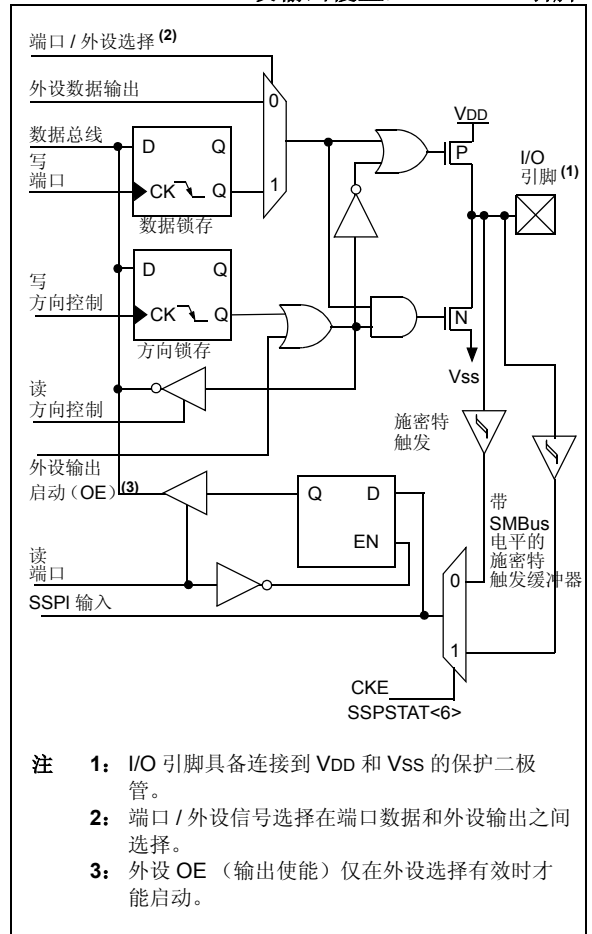 端口 / 外设选择 (2)
外设数据输出
0
VDD
数据总线
D
Q
P
I/O
引脚 (1)
写
端口
CK
Q
1
数据锁存
D
Q
写
方向控制
CK
Q
N
方向锁存
Vss
读
方向控制
施密特
触发
外设输出
启动（OE）(3)
Q
D
EN
带
SMBus
电平的
施密特
触发缓冲器
读
端口
0
SSPI 输入
1
CKE
SSPSTAT<6>
注 1: I/O 引脚具备连接到 VDD 和 VSS 的保护二极
管。
2: 端口 / 外设信号选择在端口数据和外设输出之间
选择。
3: 外设 OE （输出使能）仅在外设选择有效时才
能启动。